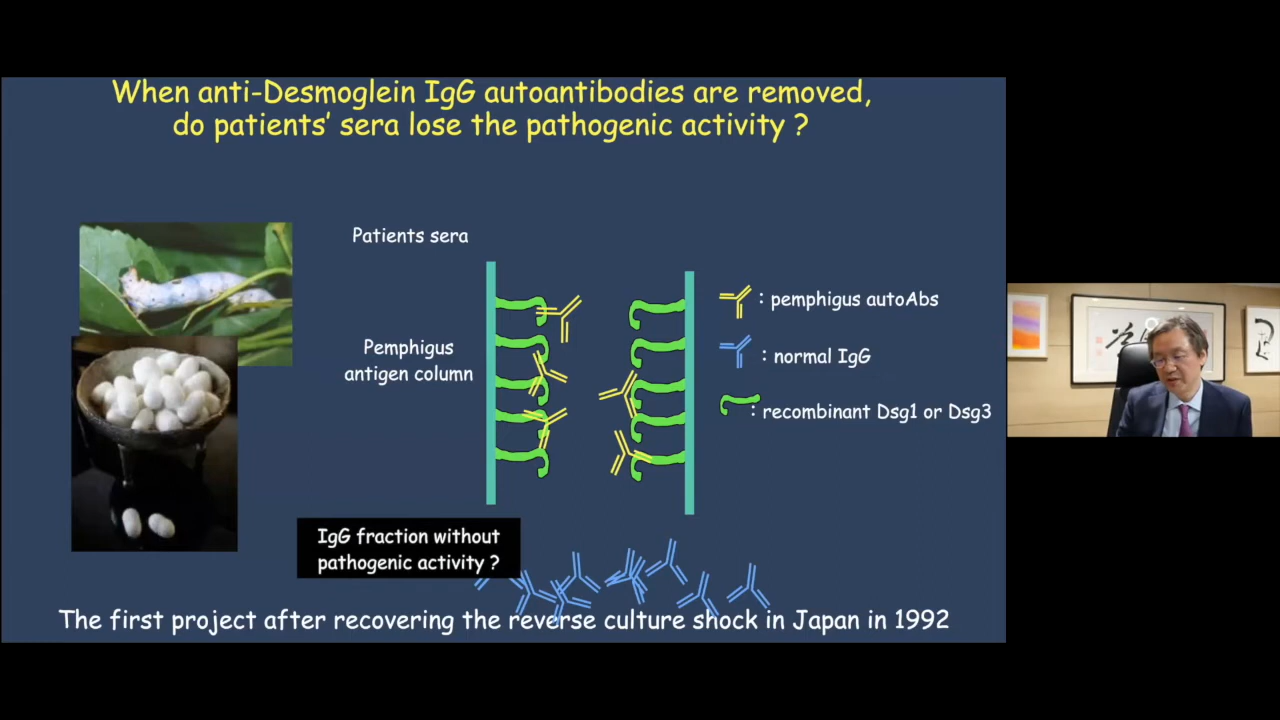 When anti-Desmoglein IgG autoantibodies are removed,
do patients' sera lose the pathogenic activity ?
Patients sera
Pemphigus
antigen column
: pemphigus autoAbs
: normal IgG
: recombinant Dsg1 or Dsg3
IgG fraction without
pathogenic activity ?
The first project after recovering the reverse culture shock in Japan in 1992